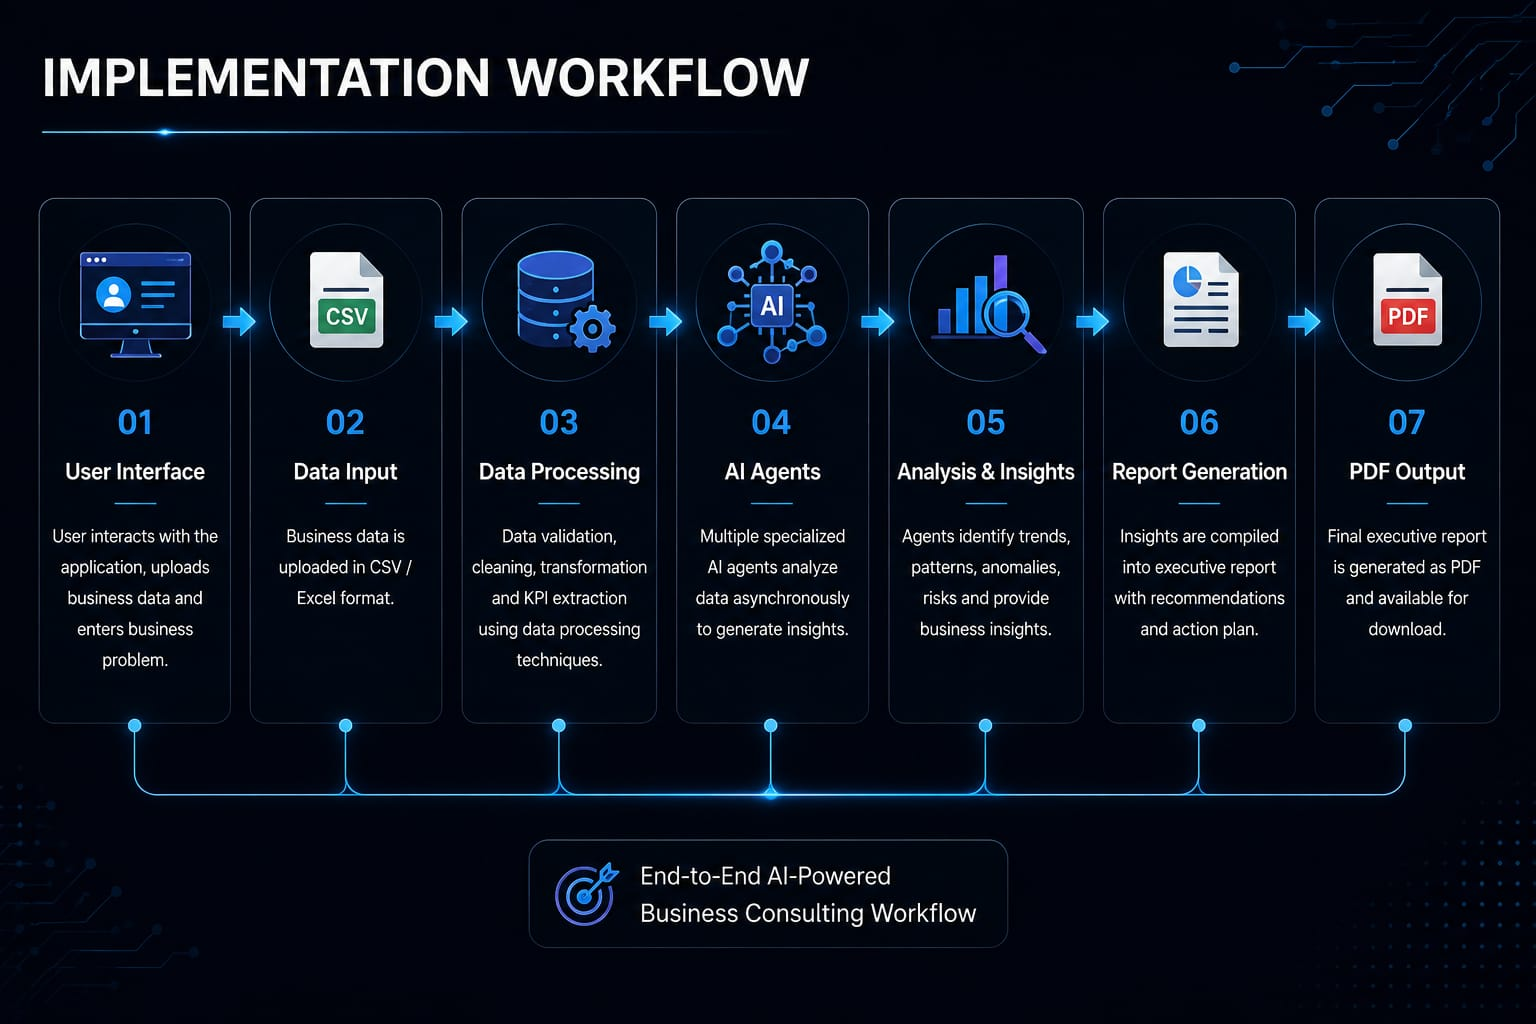 IMPLEMENTATION WORKFLOW
CSV
AI
PDF
01
User Interface
User interacts with the
application, uploads
business data and
enters business
problem.
02
Data Input
Business data is
uploaded in CSV /
Excel format.
03
Data Processing
Data validation,
cleaning, transformation
and KPI extraction
using data processing
techniques.
04
AI Agents
Multiple specialized
AI agents analyze
data asynchronously
to generate insights.
05
Analysis & Insights
Agents identify trends,
patterns, anomalies,
risks and provide
business insights.
06
Report Generation
Insights are compiled
into executive report
with recommendations
and action plan.
07
PDF Output
Final executive report
is generated as PDF
and available for
download.
End-to-End AI-Powered
Business Consulting Workflow